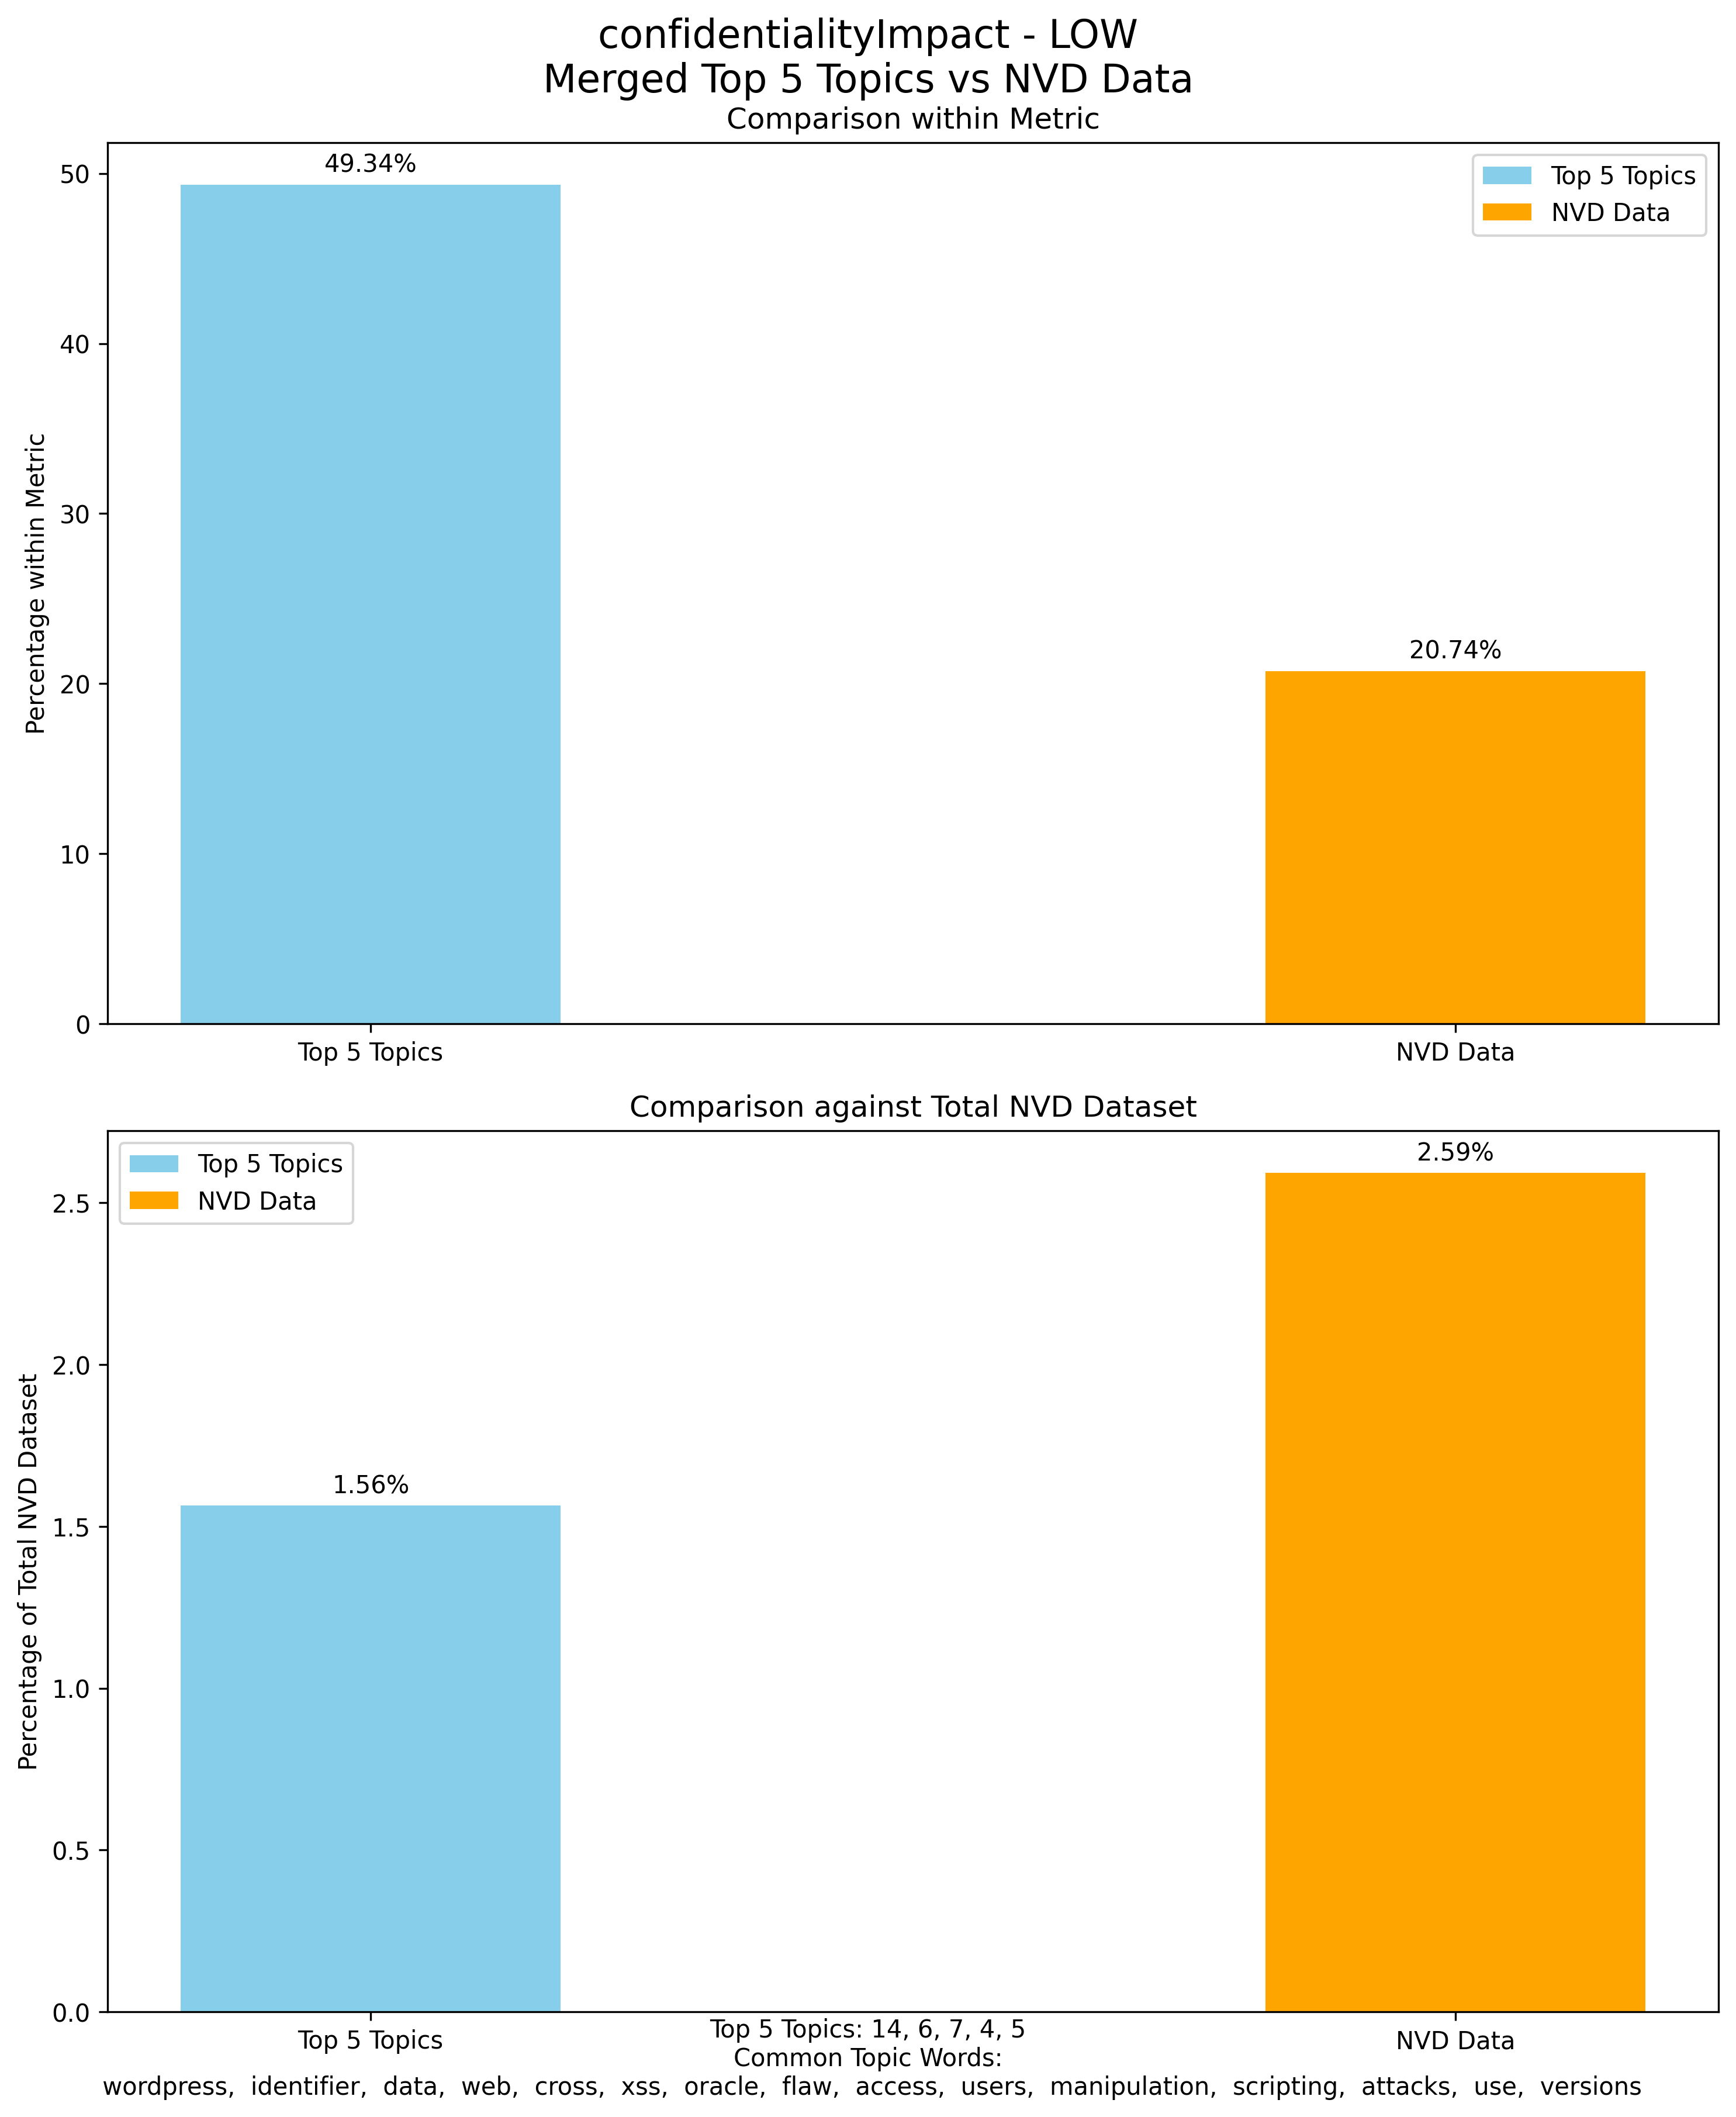 confidentialityImpact - LOW
Merged Top 5 Topics vs NVD Data
Comparison within Metric
Percentage within Metric
50
40
30
20
10
0
49.34%
20.74%
Top 5 Topics
NVD Data
Top 5 Topics
NVD Data
Comparison against Total NVD Dataset
Percentage of Total NVD Dataset
2.5
2.0
1.5
1.0
0.5
0.0
Top 5 Topics
NVD Data
1.56%
2.59%
Top 5 Topics
NVD Data
Top 5 Topics: 14, 6, 7, 4, 5
Common Topic Words:
wordpress, identifier, data, web, cross, xss, oracle, flaw, access, users, manipulation, scripting, attacks, use, versions